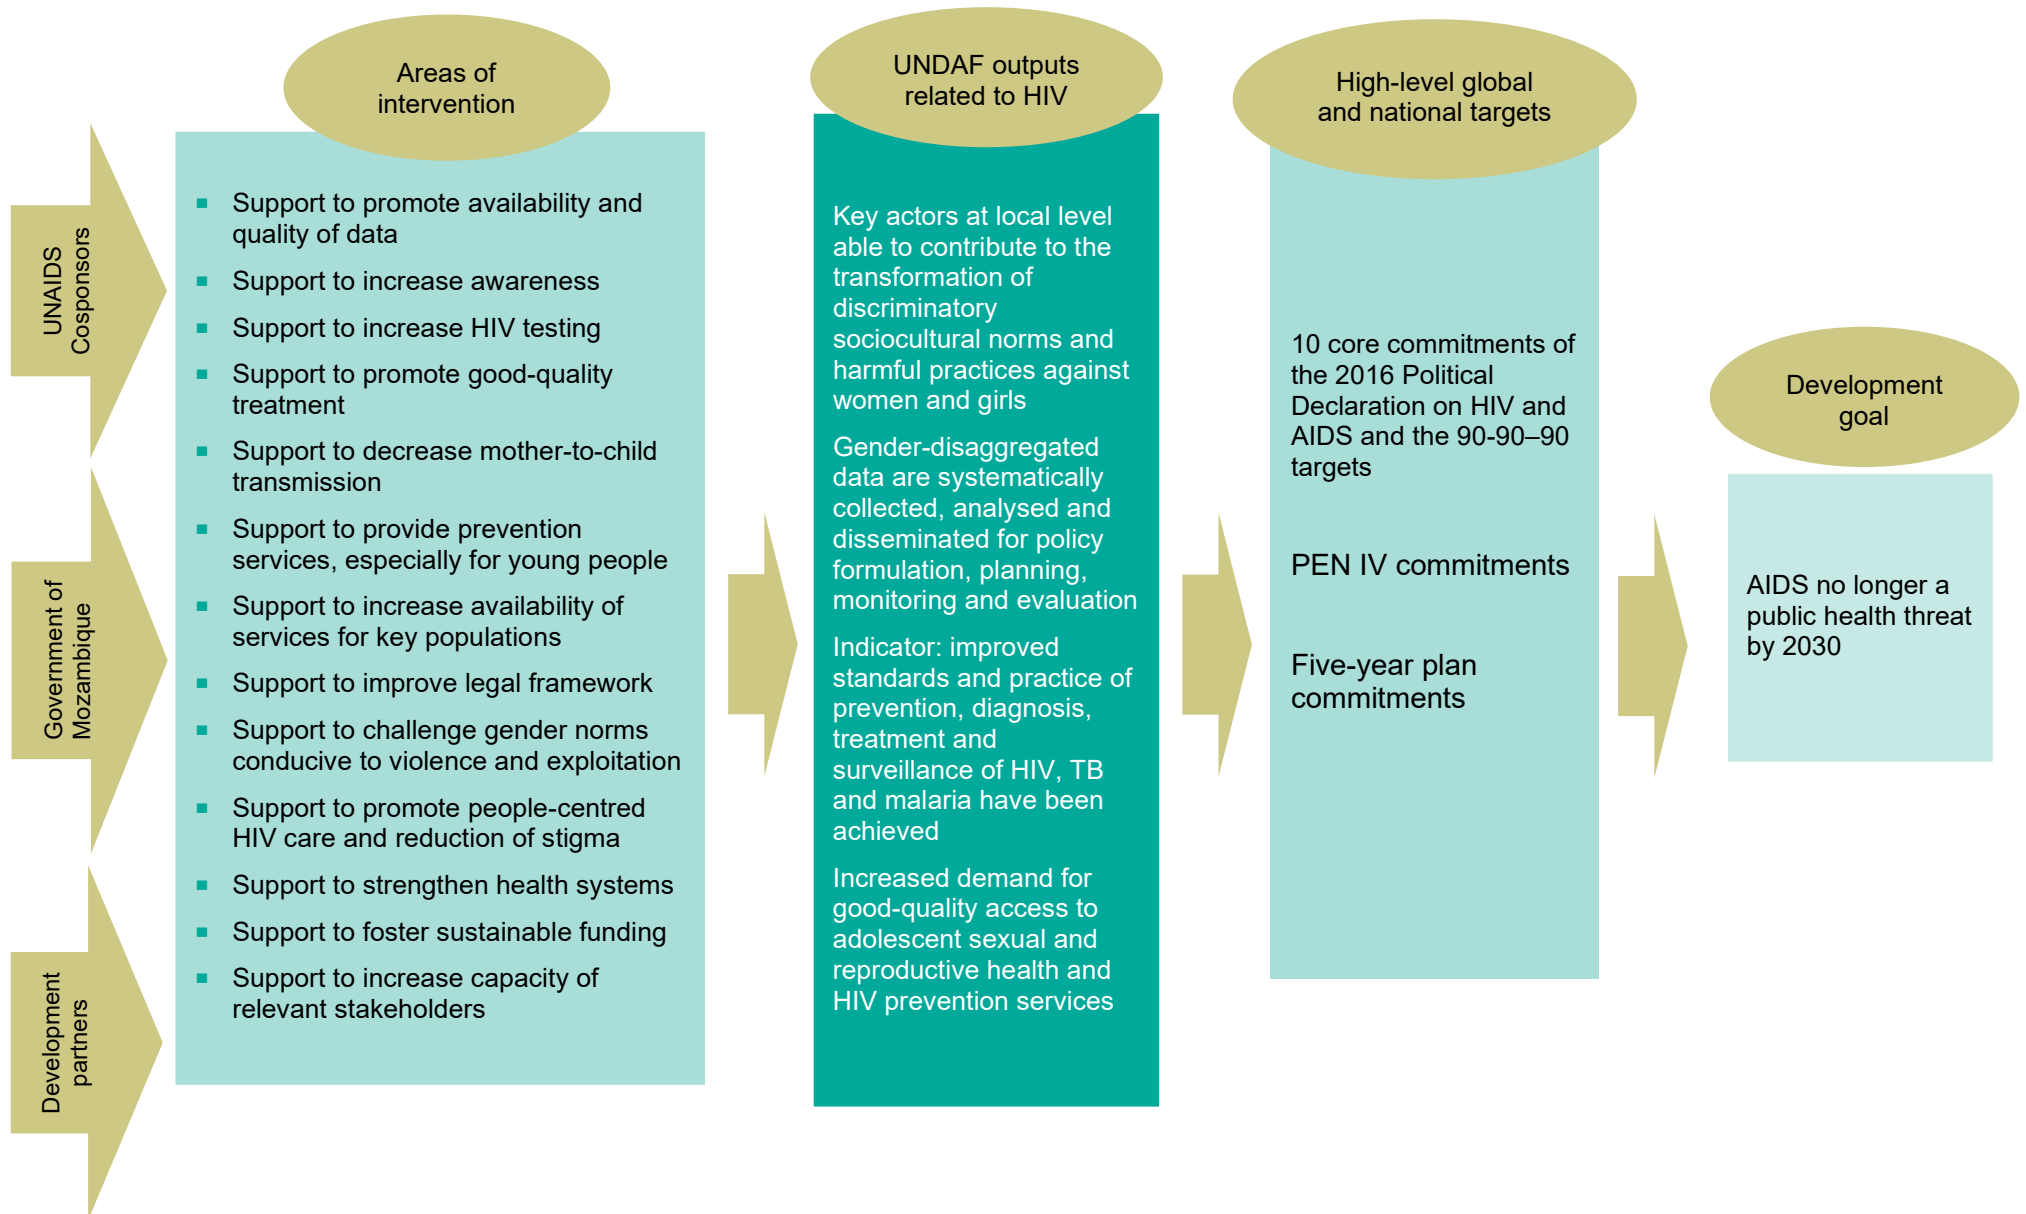 UNAIDS
Cosponsors
Government of
Mozambique
Development
partners
Areas of
intervention
▪ Support to promote availability and
quality of data
▪ Support to increase awareness
▪ Support to increase HIV testing
▪ Support to promote good-quality
treatment
▪ Support to decrease mother-to-child
transmission
▪ Support to provide prevention
services, especially for young people
▪ Support to increase availability of
services for key populations
▪ Support to improve legal framework
▪ Support to challenge gender norms
conducive to violence and exploitation
▪ Support to promote people-centred
HIV care and reduction of stigma
▪ Support to strengthen health systems
▪ Support to foster sustainable funding
▪ Support to increase capacity of
relevant stakeholders
UNDAF outputs
related to HIV
Key actors at local level
able to contribute to the
transformation of
discriminatory
sociocultural norms and
harmful practices against
women and girls
Gender-disaggregated
data are systematically
collected, analysed and
disseminated for policy
formulation, planning,
monitoring and evaluation
Indicator: improved
standards and practice of
prevention, diagnosis,
treatment and
surveillance of HIV, TB
and malaria have been
achieved
Increased demand for
good-quality access to
adolescent sexual and
reproductive health and
HIV prevention services
High-level global
and national targets
10 core commitments of
the 2016 Political
Declaration on HIV and
AIDS and the 90-90–90
targets
PEN IV commitments
Five-year plan
commitments
Development
goal
AIDS no longer a
public health threat
by 2030